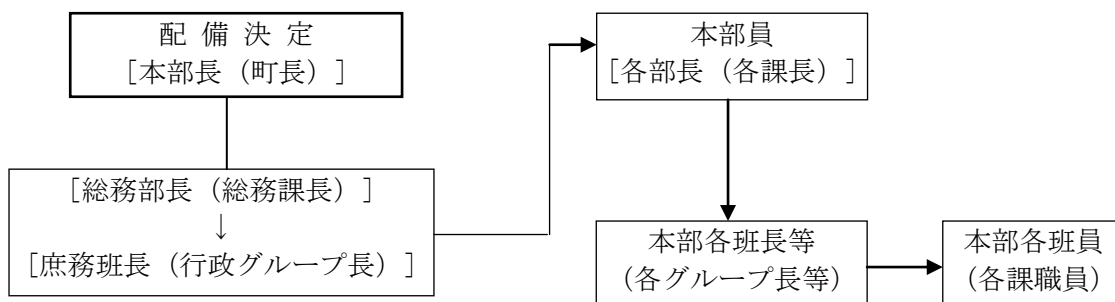 配 備 決 定
［本部長（町長）］
［総務部長（総務課長）］
↓
［庶務班長（行政グループ長）］
本部員
［各部長（各課長）］
本部各班長等
（各グループ長等）
本部各班員
（各課職員）